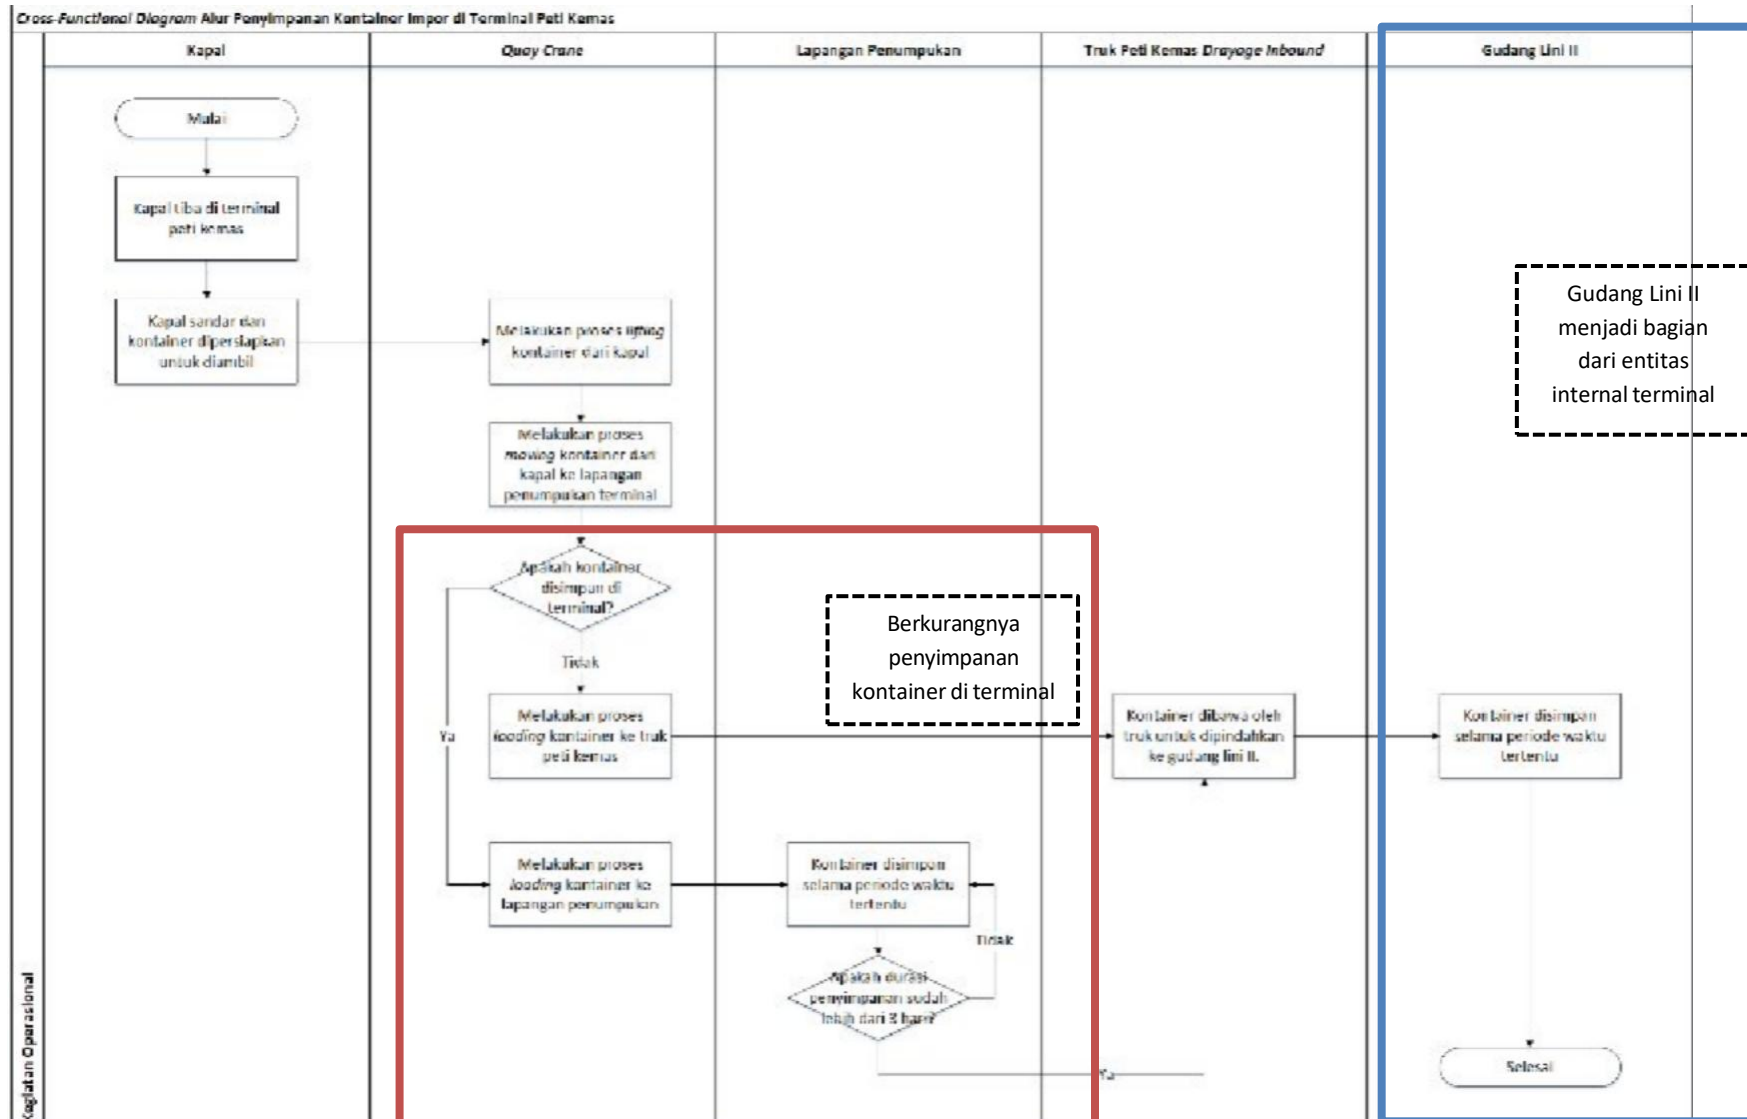 Cross-Functional Diagram Alur Penyimpanan Kontainer Impor di Terminal Peti Kemas
Kapal
Quay Crane
Lapangan Penumpukan
Truk Peti Kemas Drayage Inbound
Gudang Lini II
Mulai
Kapal tiba di terminal
peti kemas
Kapal sandar dan
kontainer dipersiapkan
untuk diambil
Melakukan proses lifting
kontainer dari kapal
Melakukan proses
moving kontainer dari
kapal ke lapangan
penumpukan terminal
Apakah kontainer
disimpan di
terminal?
Ya
Tidak
Melakukan proses
loading kontainer ke truk
peti kemas
Berkurangnya
penyimpanan
kontainer di terminal
Kontainer dibawa oleh
truk untuk dipindahkan
ke gudang lini II.
Kontainer disimpan
selama periode waktu
tertentu
Gudang Lini II
menjadi bagian
dari entitas
internal terminal
Melakukan proses
loading kontainer ke
lapangan penumpukan
Kontainer disimpan
selama periode waktu
tertentu
Tidak
Apakah durasi
penyimpanan sudah
lebih dari 3 hari?
Ya
Selesai
Kegiatan Operasional